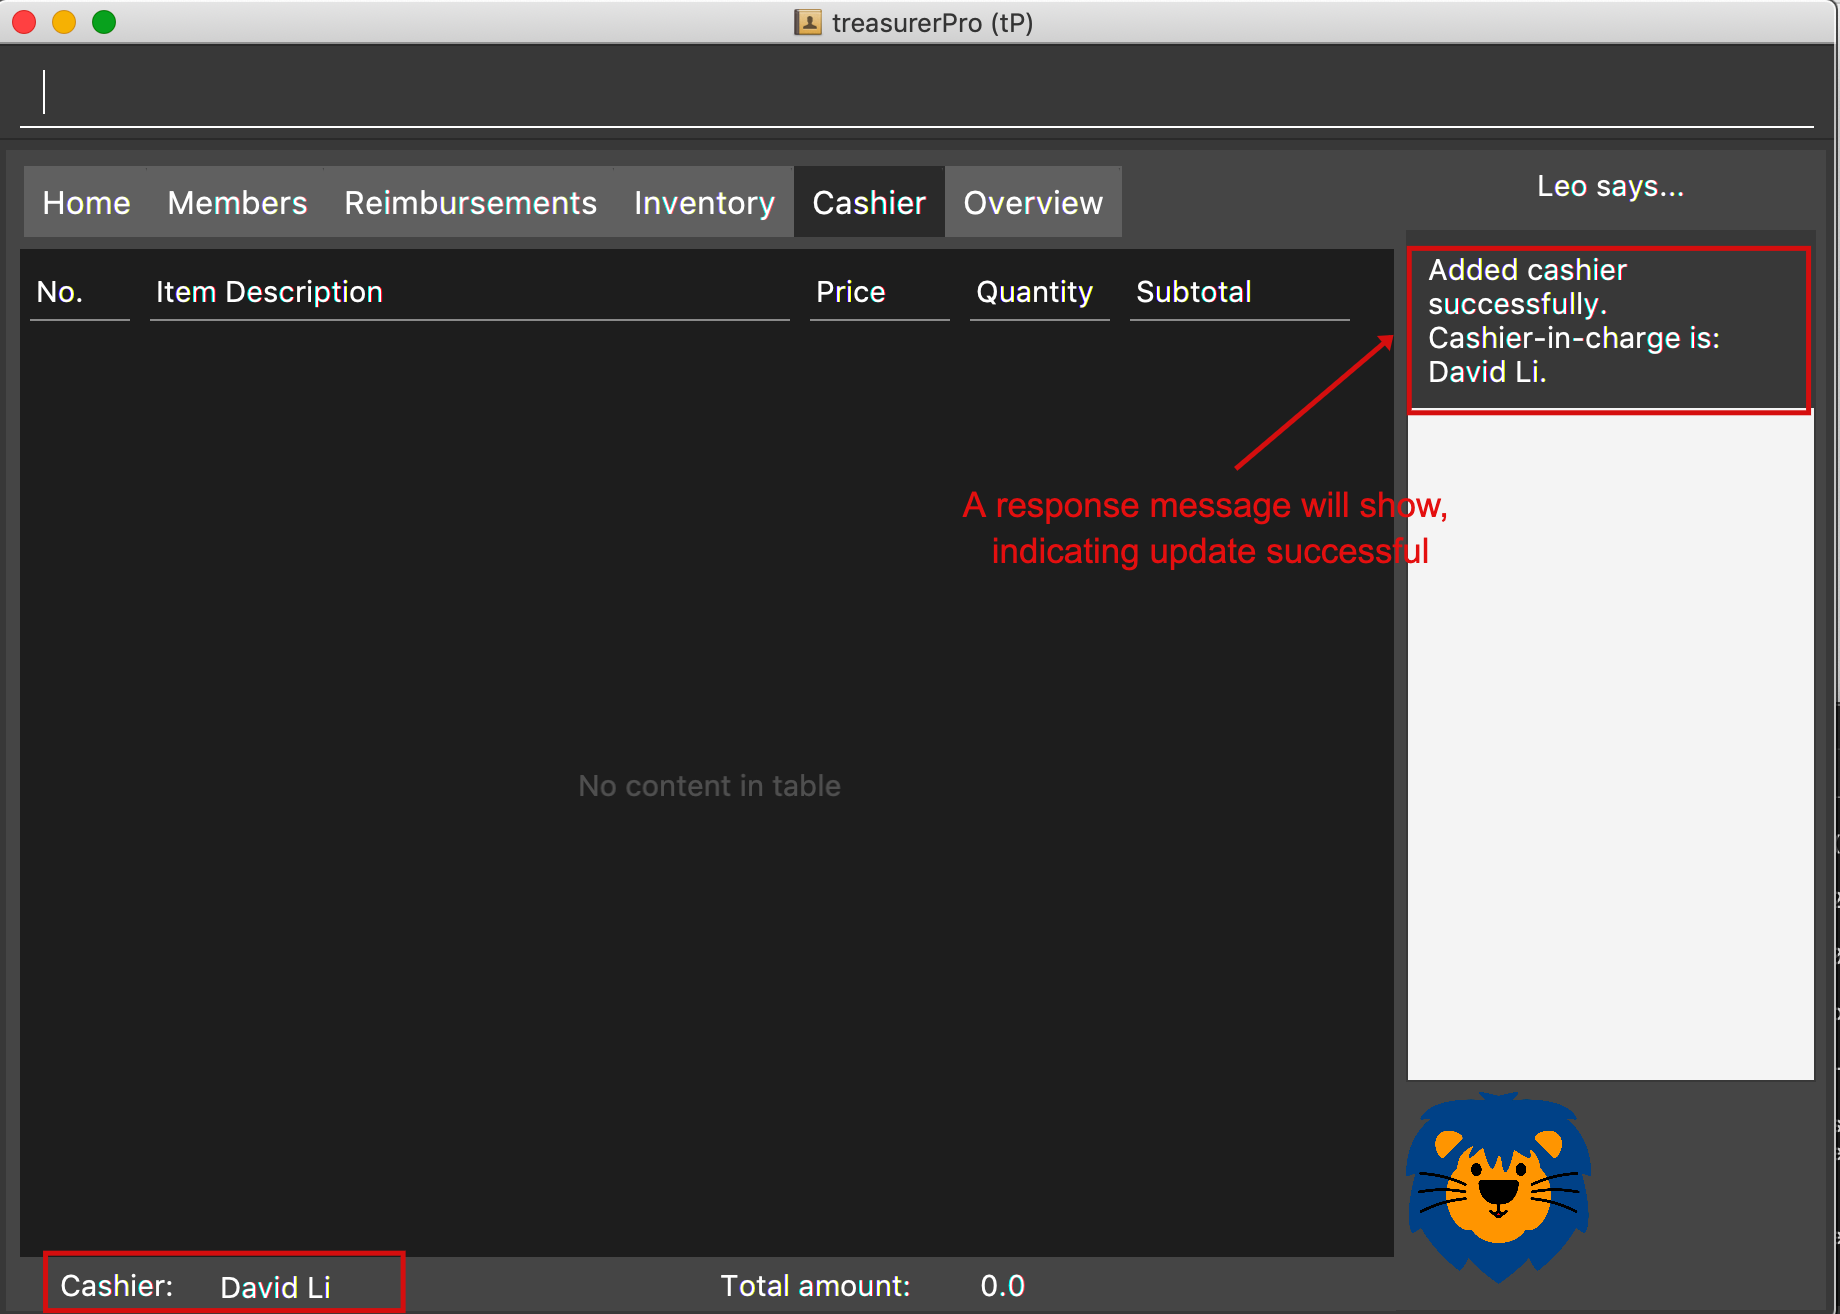 treasurerPro (tP)
Home Members Reimbursements Inventory Cashier Overview
Leo says...
Added cashier
successfully.
Cashier-in-charge is:
David Li.
No. Item Description Price Quantity Subtotal
A response message will show,
indicating update successful
No content in table
Cashier: David Li Total amount: 0.0